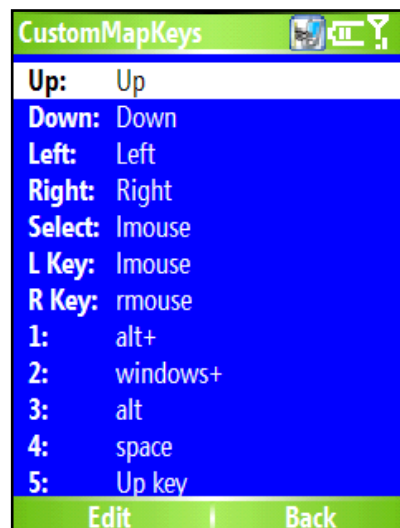 CustomMapKeys
Up: Up
Down: Down
Left: Left
Right: Right
Select: lmouse
L Key: lmouse
R Key: rmouse
1: alt+
2: windows+
3: alt
4: space
5: Up key
Edit Back